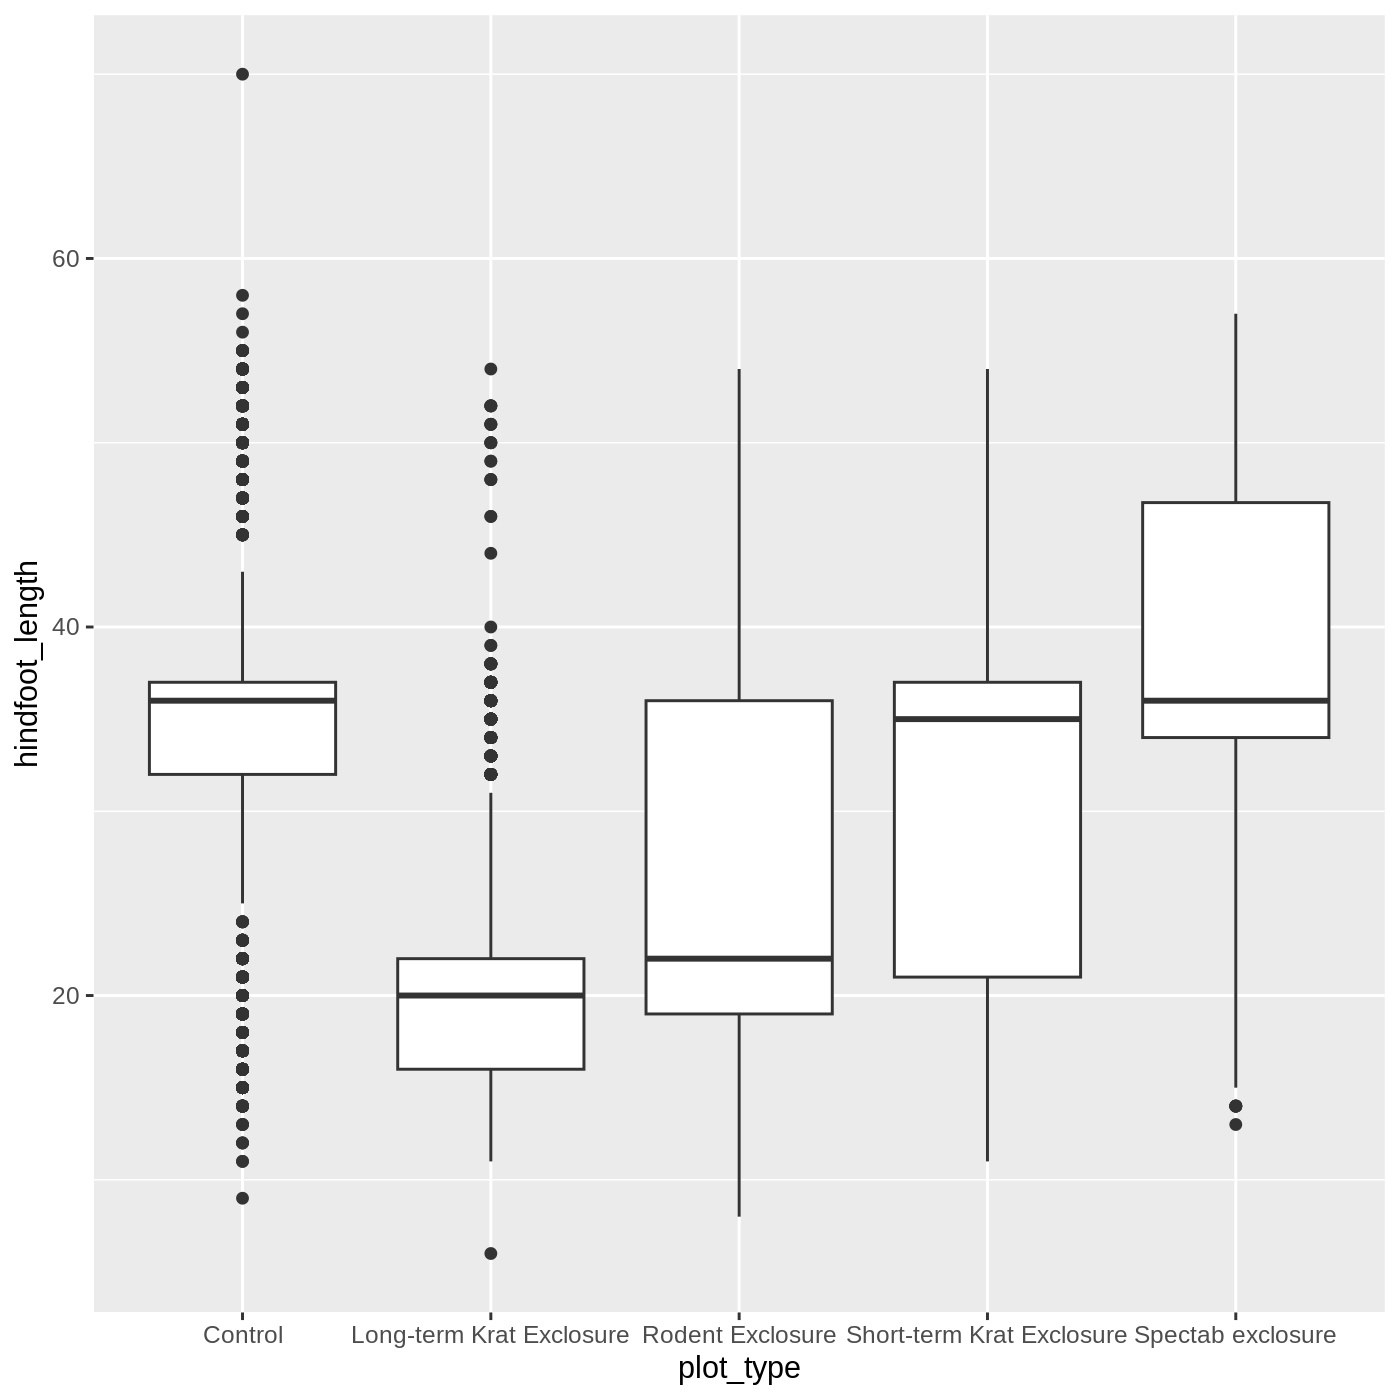 hindfoot_length
60
40
20
Control Long-term Krat Exclosure Rodent Exclosure Short-term Krat Exclosure Spectab exclosure
plot_type